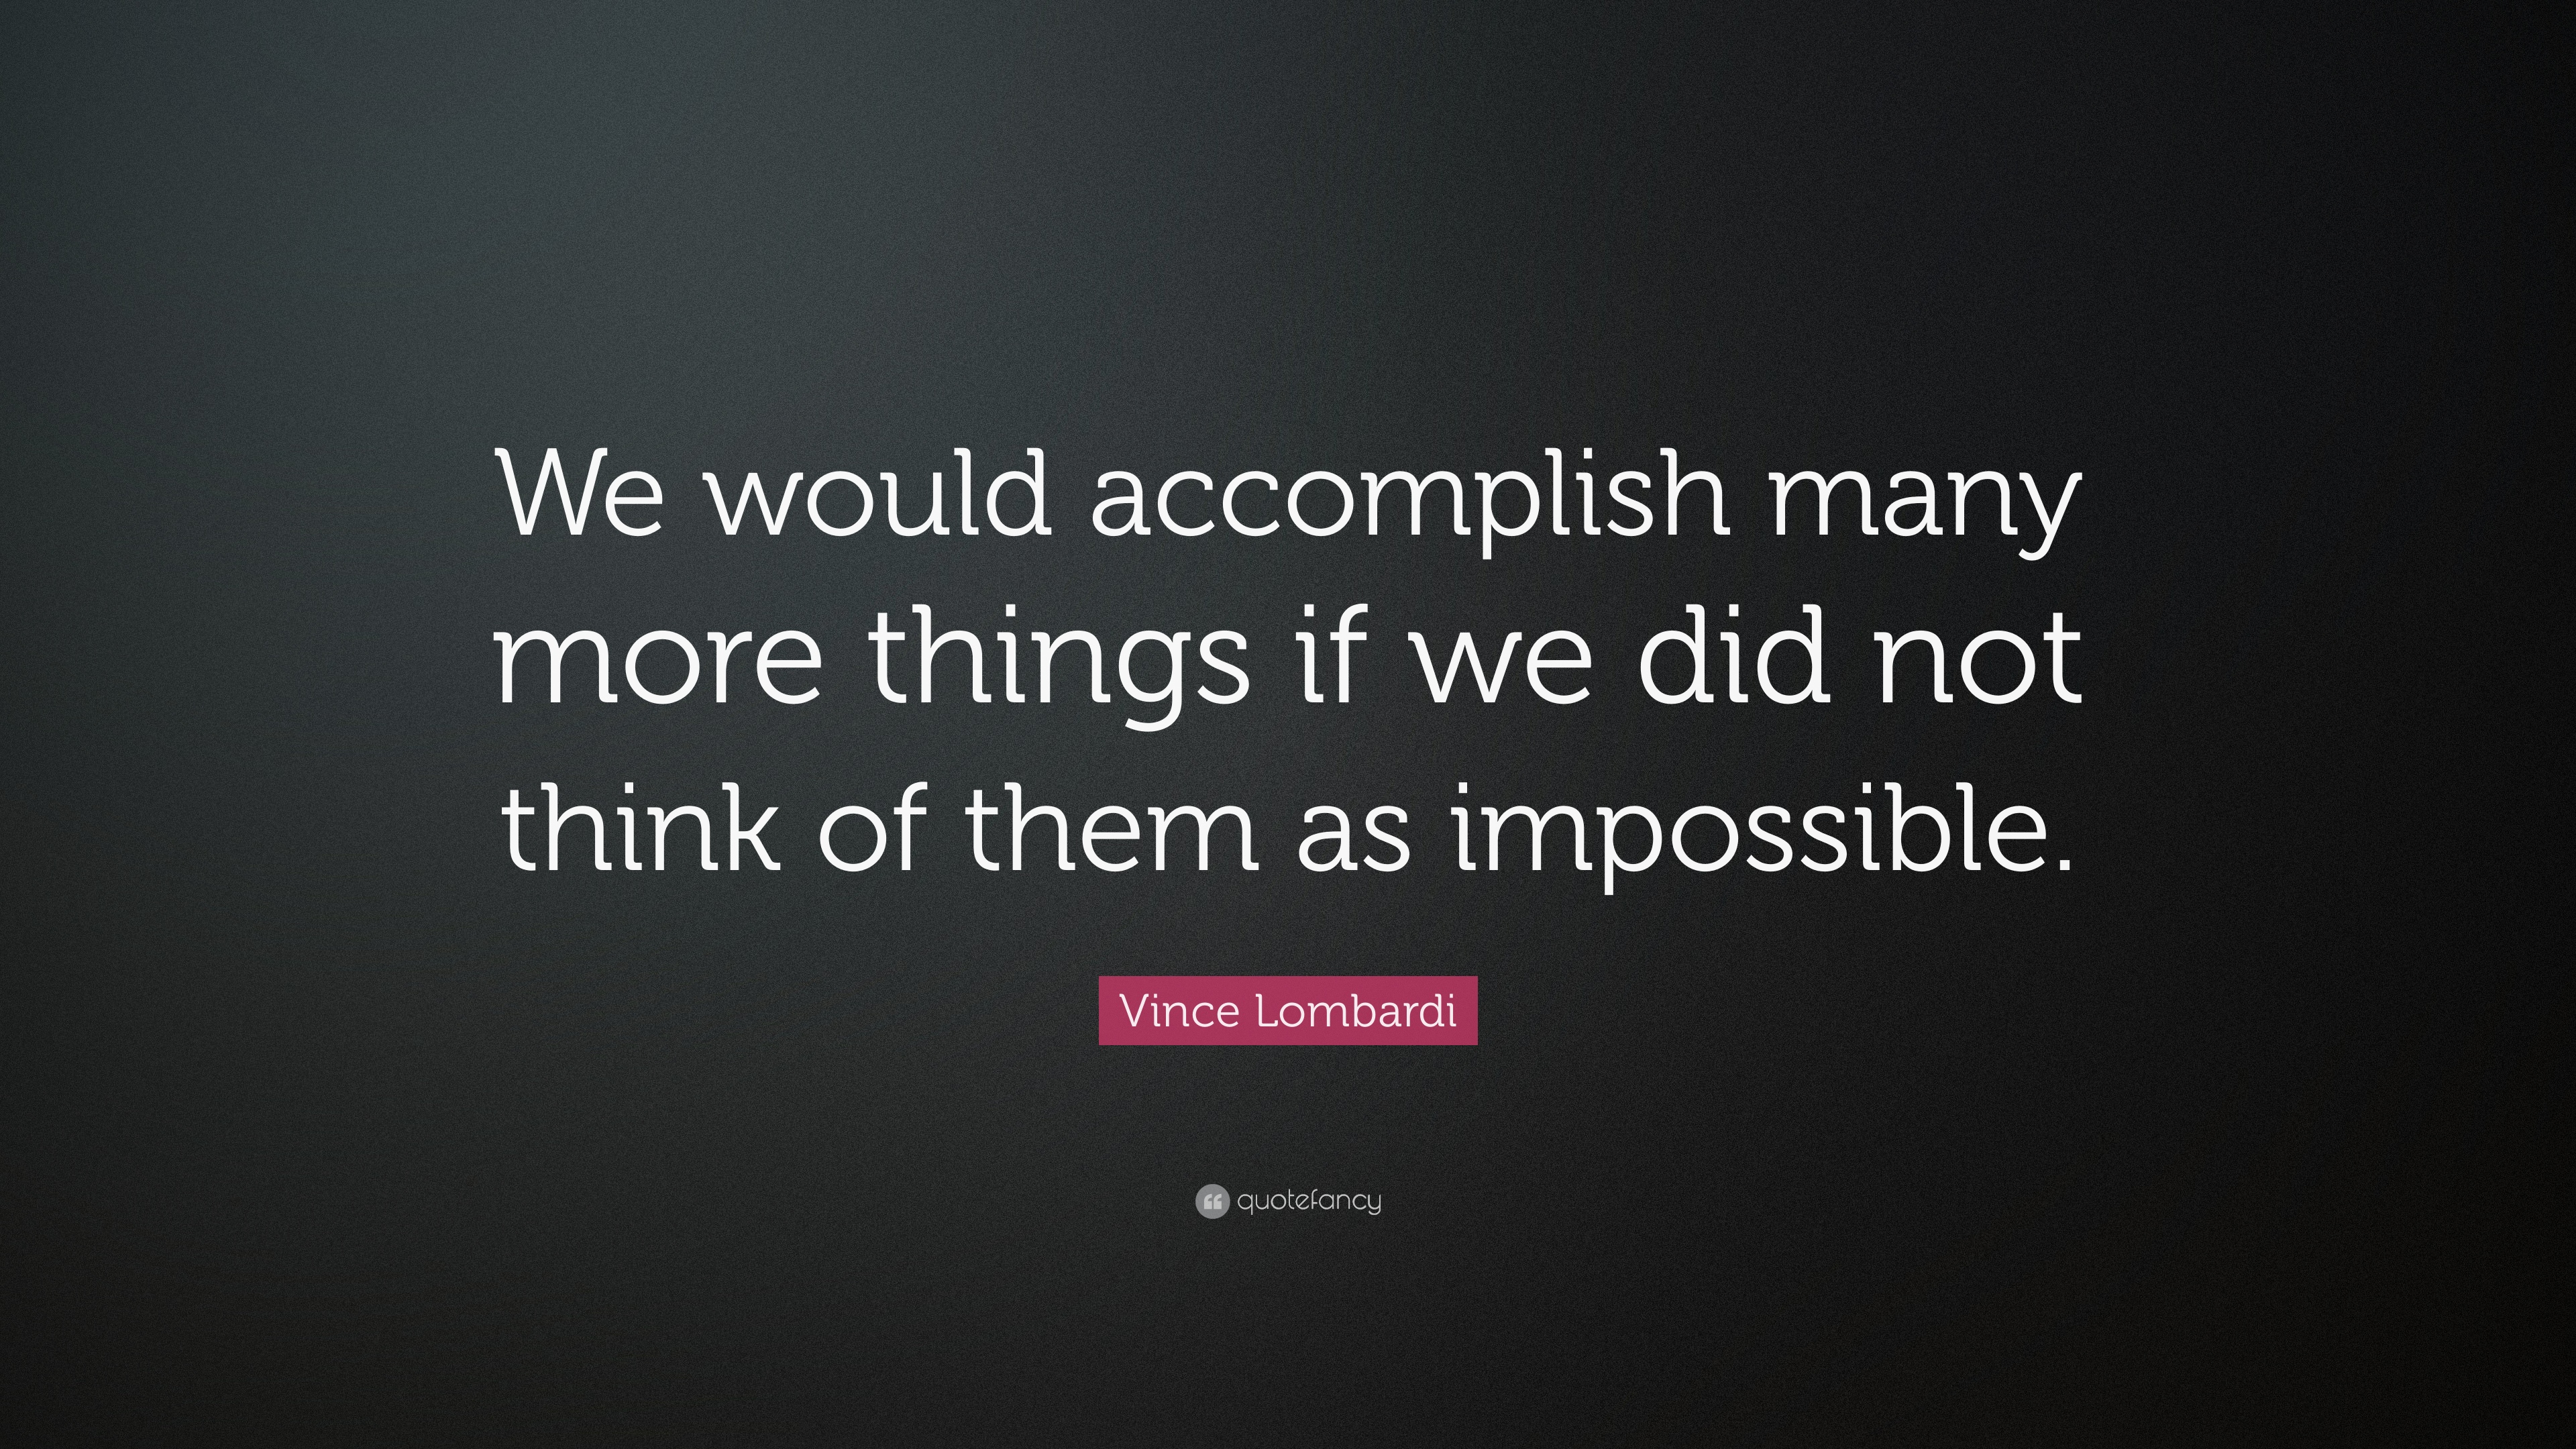 We would accomplish many
more things if we did not
think of them as impossible.
Vince Lombardi
quotefancy